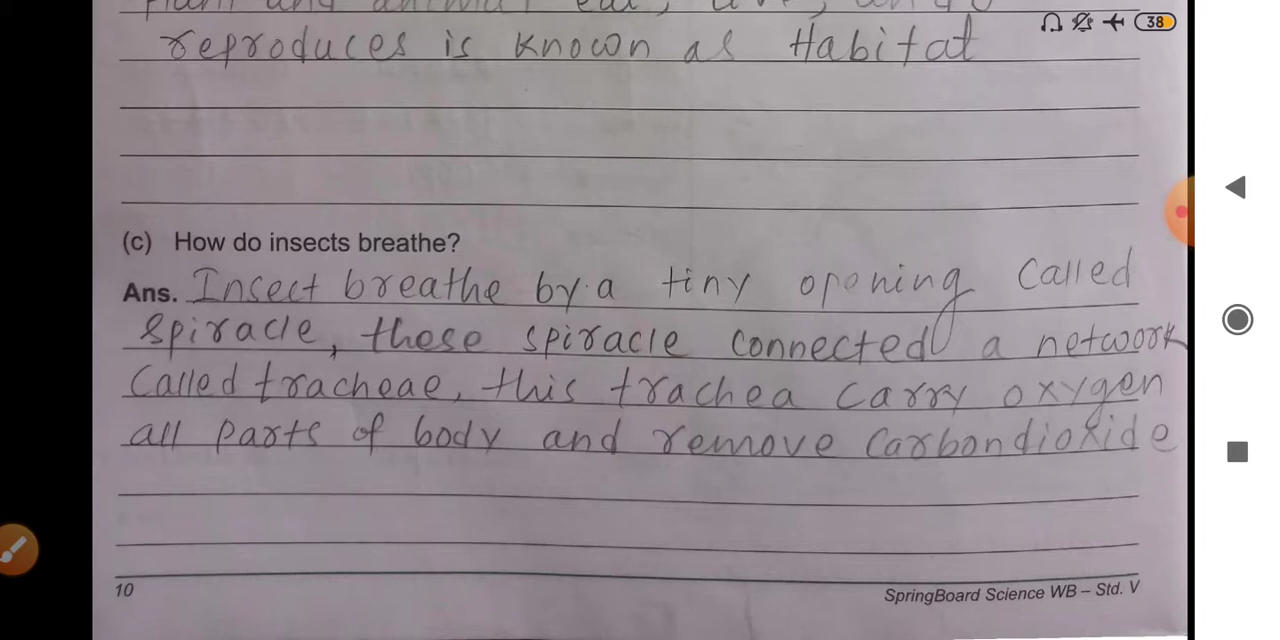 reproduces is known as Habitat
38
(c) How do insects breathe?
Ans. Insect breathe by a tiny opening called
spiracle, these spiracle connected a network
called tracheae, this trachea carry oxygen
all parts of body and remove carbondioxide
10
SpringBoard Science WB – Std. V